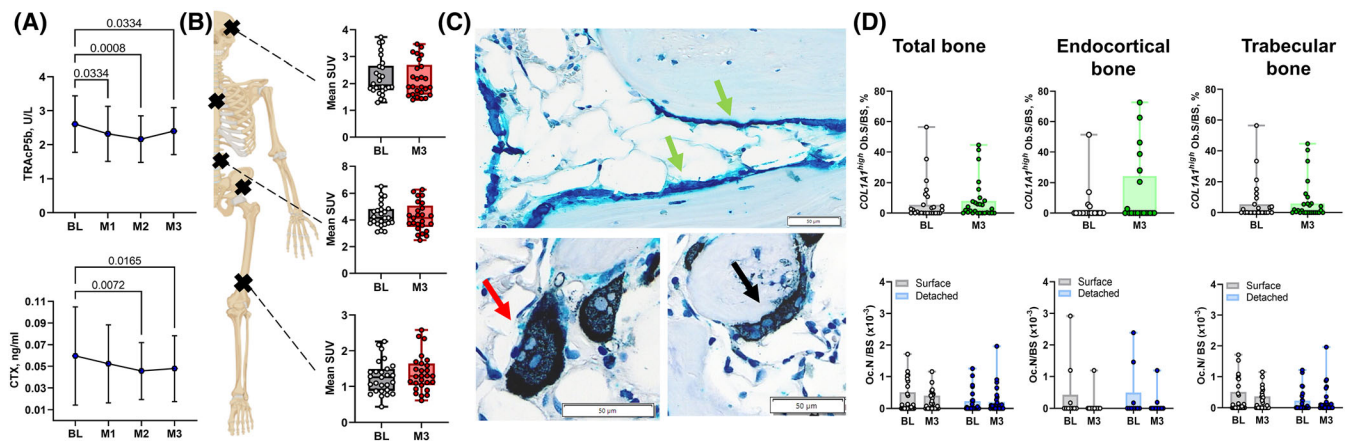 (A)
0.0334
0.0008
0.0334
TRAcP5b, U/L
4
3
2
1
0
BL M1 M2 M3
0.0165
0.0072
CTX, ng/ml
0.11
0.09
0.07
0.05
0.03
0.01
BL M1 M2 M3
(B)
Mean SUV
4
3
2
1
0
BL M3
Mean SUV
8
6
4
2
0
BL M3
Mean SUV
3
2
1
0
BL M3
(C)
50 µm
50 µm
50 µm
(D)
Total bone
COL1A1high Ob.S/BS, %
80
60
40
20
0
BL M3
Endocortical
bone
COL1A1high Ob.S/BS, %
80
60
40
20
0
BL M3
Trabecular
bone
COL1A1high Ob.S/BS, %
80
60
40
20
0
BL M3
Surface
Detached
Oc.N/BS (x10-3)
4
3
2
1
0
BL M3 BL M3
Surface
Detached
Oc.N/BS (x10-3)
4
3
2
1
0
BL M3 BL M3
Surface
Detached
Oc.N/ BS (x10-3)
4
3
2
1
0
BL M3 BL M3